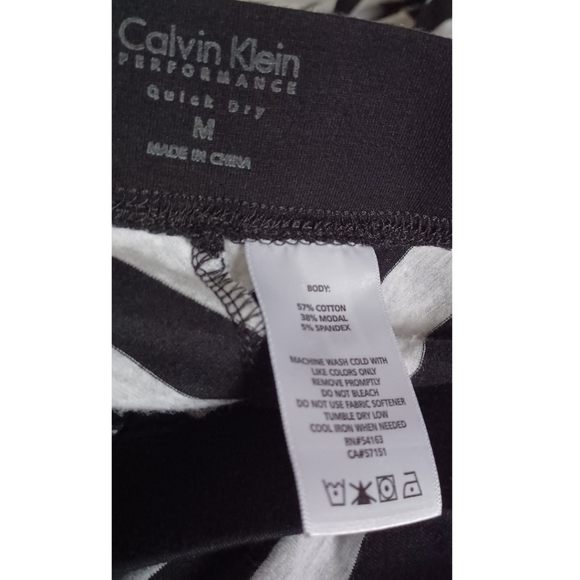 Calvin Klein
PERFORMANCE
Quick Dry
M
MADE IN CHINA
BODY:
57% COTTON
38% MODAL
5% SPANDEX
MACHINE WASH COLD WITH
LIKE COLORS ONLY
REMOVE PROMPTLY
DO NOT BLEACH
DO NOT USE FABRIC SOFTENER
TUMBLE DRY LOW
COOL IRON WHEN NEEDED
RN#54163
CA#57151